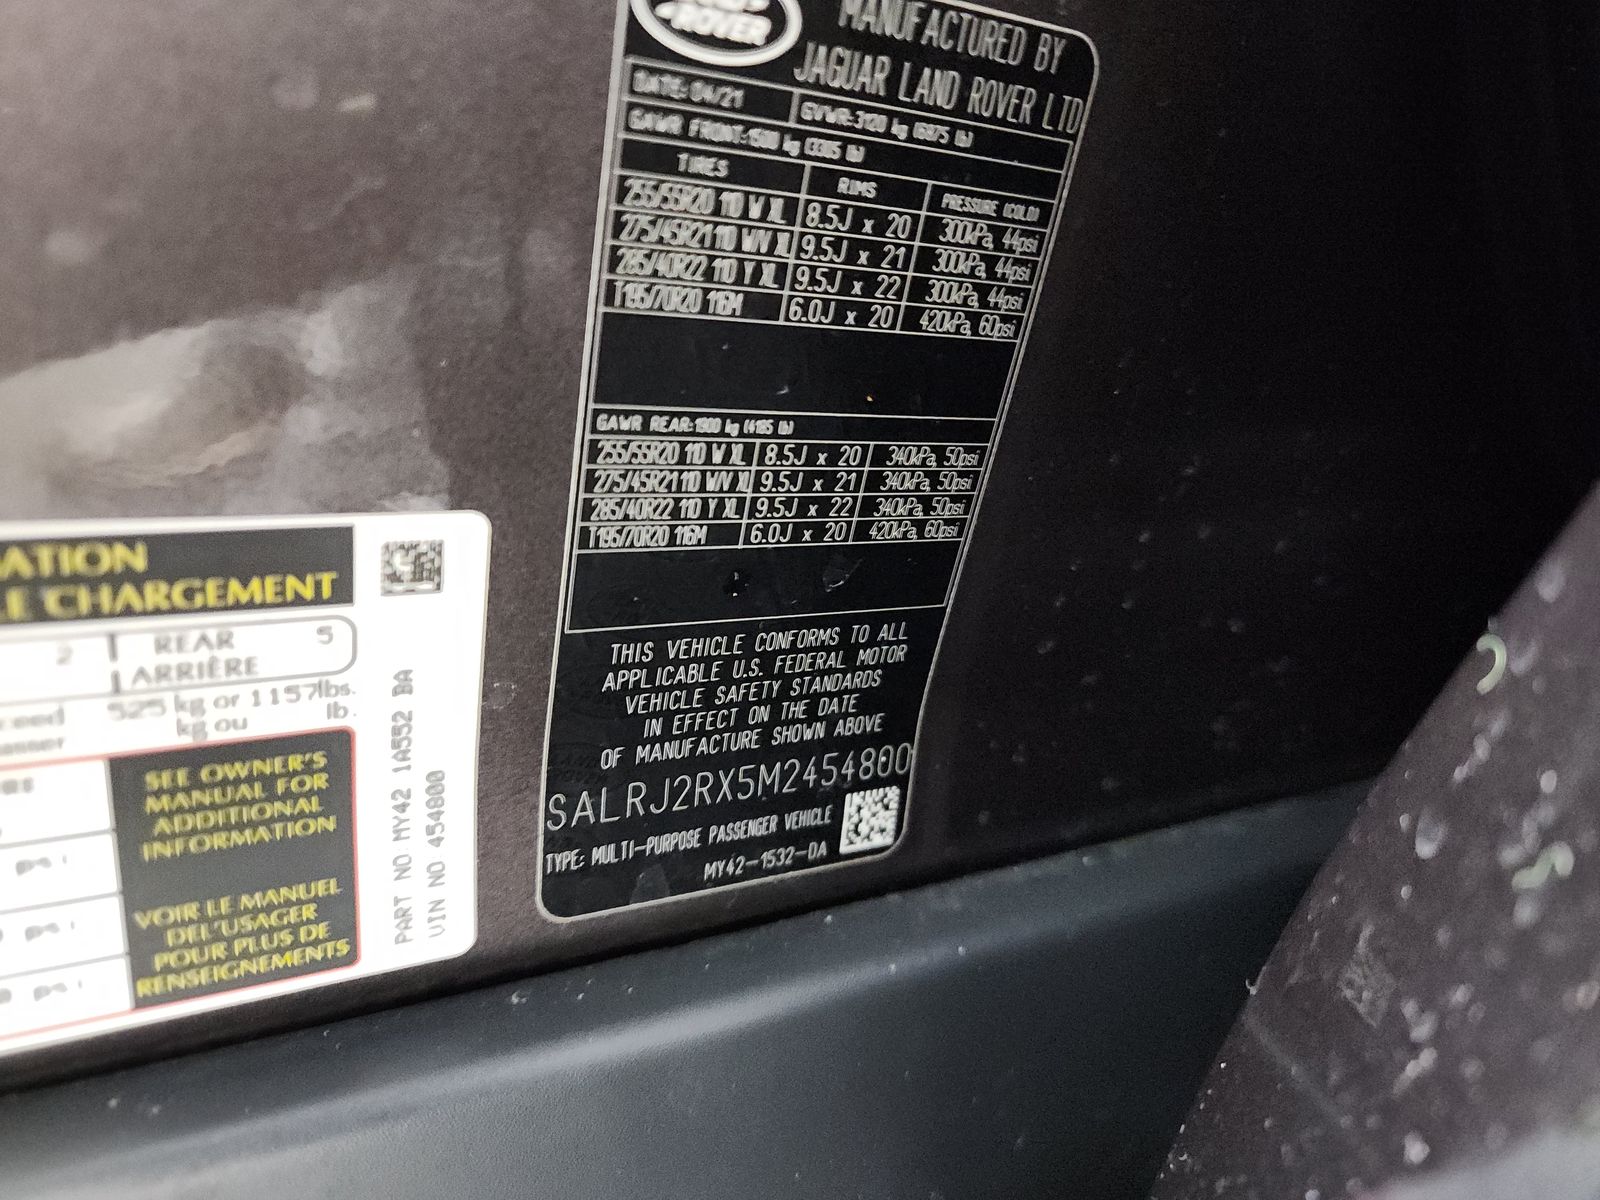 ROVER
MANUFACTURED BY
JAGUAR LAND ROVER LTD
DATE: 04/21 GVWR:3120 kg (6875 lb)
GAWR FRONT:1500 kg (3305 lb)
TIRES RIMS PRESSURE (COLD)
255/55R20 110 W XL 8.5J x 20 300kPa, 44psi
275/45R21 110 W/V XL 9.5J x 21 300kPa, 44psi
285/40R22 110 Y XL 9.5J x 22 300kPa, 44psi
T195/70R20 116M 6.0J x 20 420kPa, 60psi
GAWR REAR:1900 kg (4185 lb)
255/55R20 110 W XL 8.5J x 20 340kPa, 50psi
275/45R21 110 W/V XL 9.5J x 21 340kPa, 50psi
285/40R22 110 Y XL 9.5J x 22 340kPa, 50psi
T195/70R20 116M 6.0J x 20 420kPa, 60psi
THIS VEHICLE CONFORMS TO ALL
APPLICABLE U.S. FEDERAL MOTOR
VEHICLE SAFETY STANDARDS
IN EFFECT ON THE DATE
OF MANUFACTURE SHOWN ABOVE
SALRJ2RX5M2454800
TYPE: MULTI-PURPOSE PASSENGER VEHICLE
MY42-1532-DA
ATION
E CHARGEMENT
2 REAR 5
ARRIÈRE
525 kg or 1157lbs.
kg ou lb.
SEE OWNER'S
MANUAL FOR
ADDITIONAL
INFORMATION
psi
psi
psi
VOIR LE MANUEL
DEL'USAGER
POUR PLUS DE
RENSEIGNEMENTS
PART NO MY42 1A552 BA
VIN NO 454800